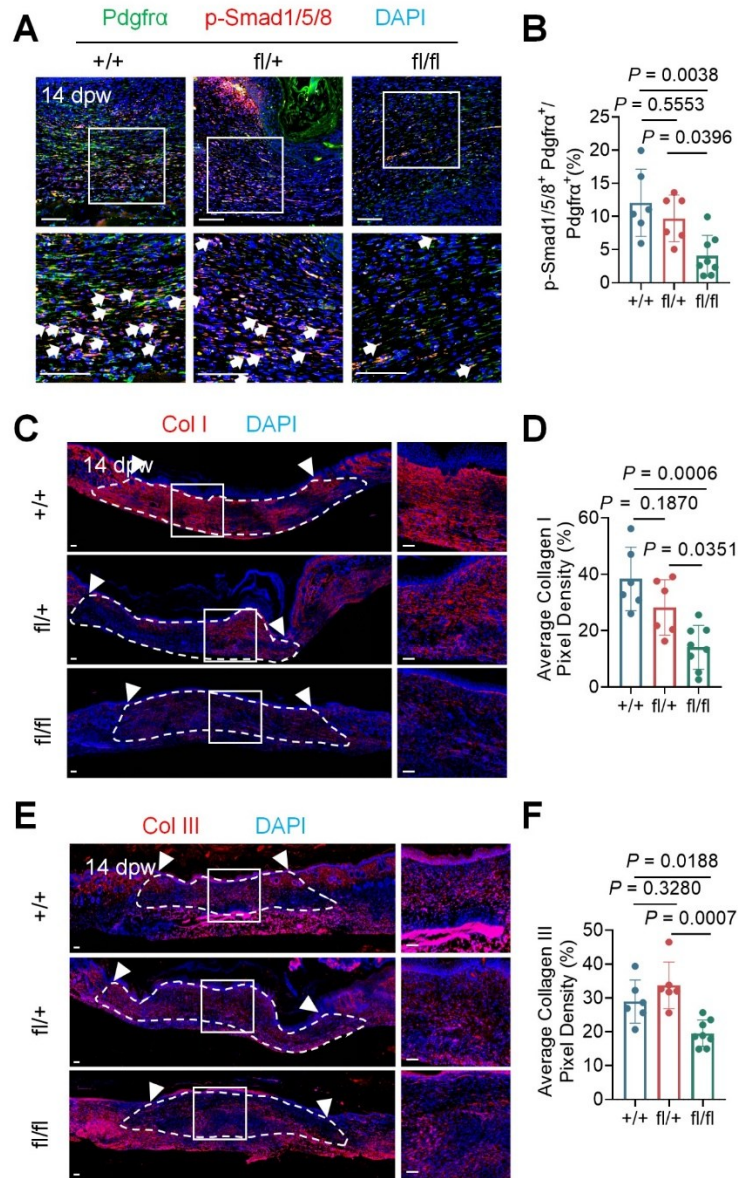 A
Pdgfrα p-Smad1/5/8 DAPI
+/+ fl/+ fl/fl
14 dpw
B
P = 0.0038
P = 0.5553
P = 0.0396
p-Smad1/5/8⁺ Pdgfrα⁺/
Pdgfrα⁺(%)
25
20
15
10
5
0
+/+ fl/+ fl/fl
C
Col I DAPI
14 dpw
+/+
fl/+
fl/fl
D
P = 0.0006
P = 0.1870
P = 0.0351
Average Collagen I
Pixel Density (%)
60
40
20
0
+/+ fl/+ fl/fl
E
Col III DAPI
14 dpw
+/+
fl/+
fl/fl
F
P = 0.0188
P = 0.3280
P = 0.0007
Average Collagen III
Pixel Density (%)
50
40
30
20
10
0
+/+ fl/+ fl/fl